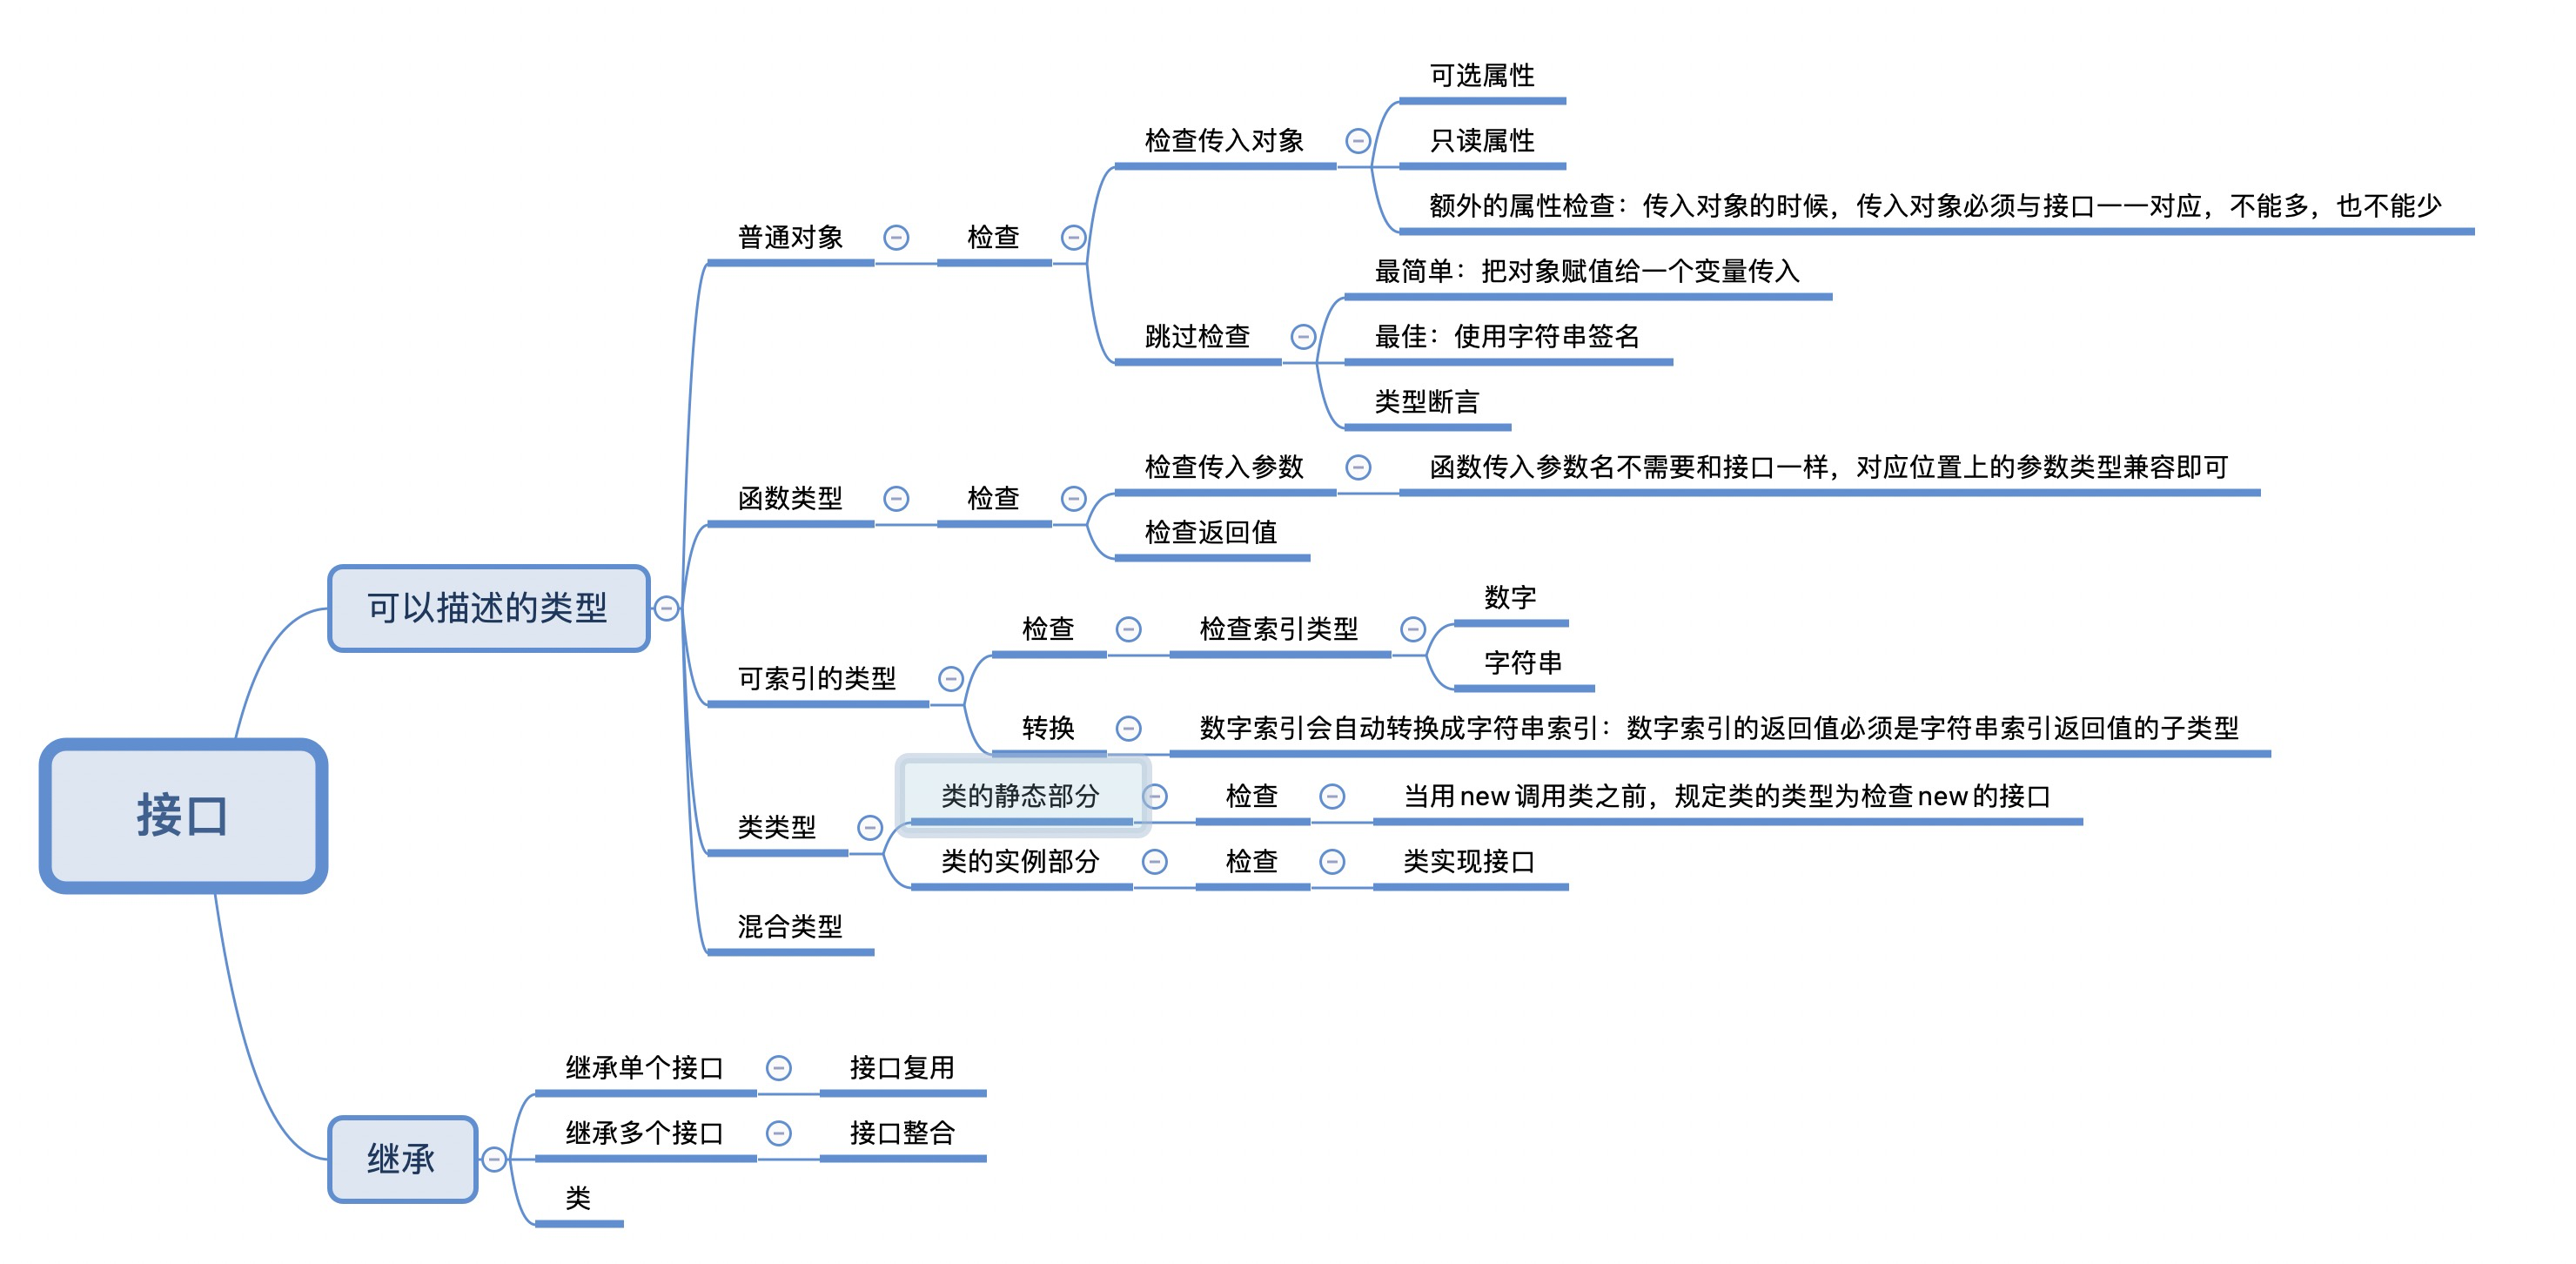 接口
可以描述的类型
普通对象
检查
检查传入对象
可选属性
只读属性
额外的属性检查：传入对象的时候，传入对象必须与接口一一对应，不能多，也不能少
跳过检查
最简单：把对象赋值给一个变量传入
最佳：使用字符串签名
类型断言
函数类型
检查
检查传入参数
函数传入参数名不需要和接口一样，对应位置上的参数类型兼容即可
检查返回值
可索引的类型
检查
检查索引类型
数字
字符串
转换
数字索引会自动转换成字符串索引：数字索引的返回值必须是字符串索引返回值的子类型
类类型
类的静态部分
检查
当用new调用类之前，规定类的类型为检查new的接口
类的实例部分
检查
类实现接口
混合类型
继承
继承单个接口
接口复用
继承多个接口
接口整合
类